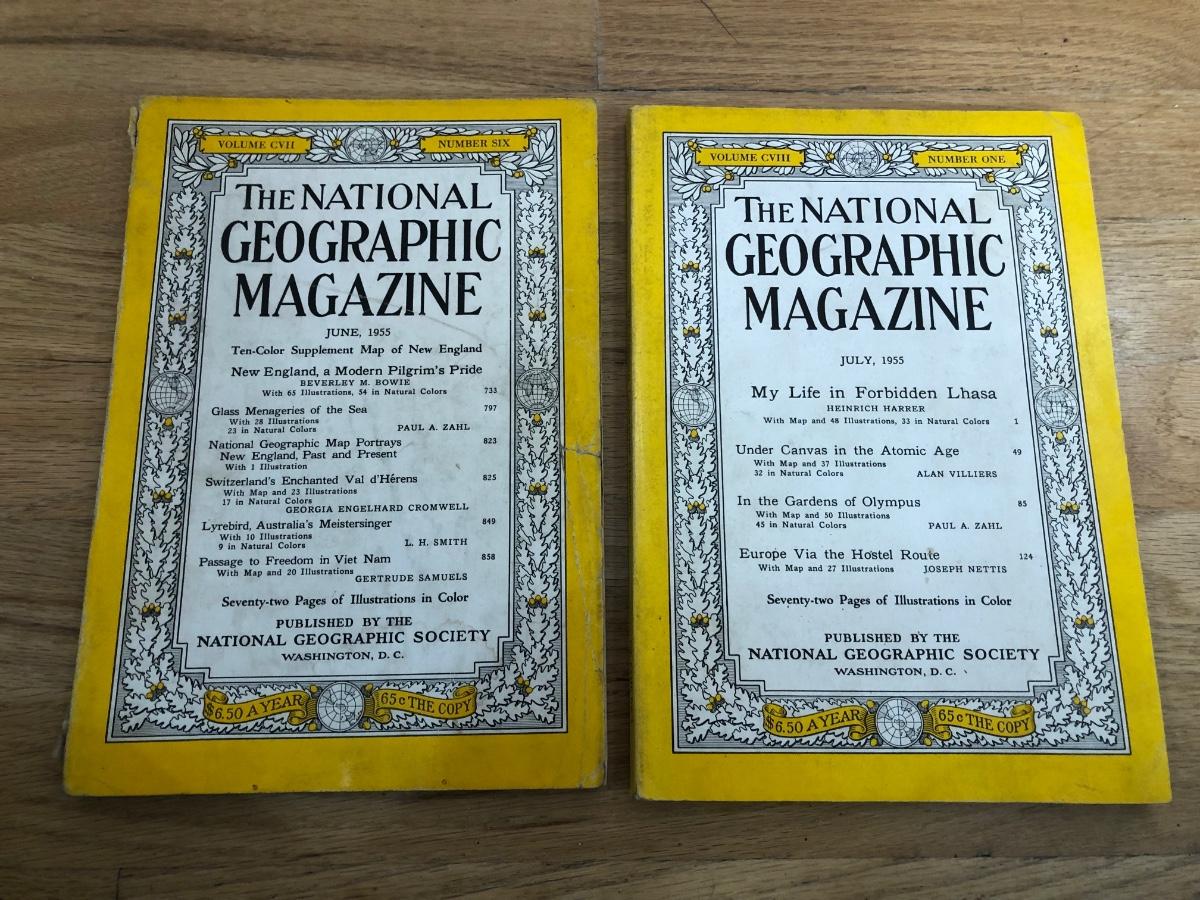 VOLUME CVII
NUMBER SIX
THE NATIONAL
GEOGRAPHIC
MAGAZINE
JUNE, 1955
Ten-Color Supplement Map of New England
New England, a Modern Pilgrim's Pride
BEVERLEY M. BOWIE
With 65 Illustrations, 54 in Natural Colors 733
Glass Menageries of the Sea 797
With 28 Illustrations
23 in Natural Colors PAUL A. ZAHL
National Geographic Map Portrays 823
New England, Past and Present
With 1 Illustration
Switzerland's Enchanted Val d'Hérens 825
With Map and 23 Illustrations
17 in Natural Colors
GEORGIA ENGELHARD CROMWELL
Lyrebird, Australia's Meistersinger 849
With 10 Illustrations
9 in Natural Colors L. H. SMITH
Passage to Freedom in Viet Nam 858
With Map and 20 Illustrations
GERTRUDE SAMUELS
Seventy-two Pages of Illustrations in Color
PUBLISHED BY THE
NATIONAL GEOGRAPHIC SOCIETY
WASHINGTON, D. C.
$6.50 A YEAR
65c THE COPY
VOLUME CVIII
NUMBER ONE
THE NATIONAL
GEOGRAPHIC
MAGAZINE
JULY, 1955
My Life in Forbidden Lhasa
HEINRICH HARRER
With Map and 48 Illustrations, 33 in Natural Colors 1
Under Canvas in the Atomic Age 49
With Map and 37 Illustrations
32 in Natural Colors ALAN VILLIERS
In the Gardens of Olympus 85
With Map and 50 Illustrations
45 in Natural Colors PAUL A. ZAHL
Europe Via the Hostel Route 124
With Map and 27 Illustrations JOSEPH NETTIS
Seventy-two Pages of Illustrations in Color
PUBLISHED BY THE
NATIONAL GEOGRAPHIC SOCIETY
WASHINGTON, D. C.
$6.50 A YEAR
65c THE COPY